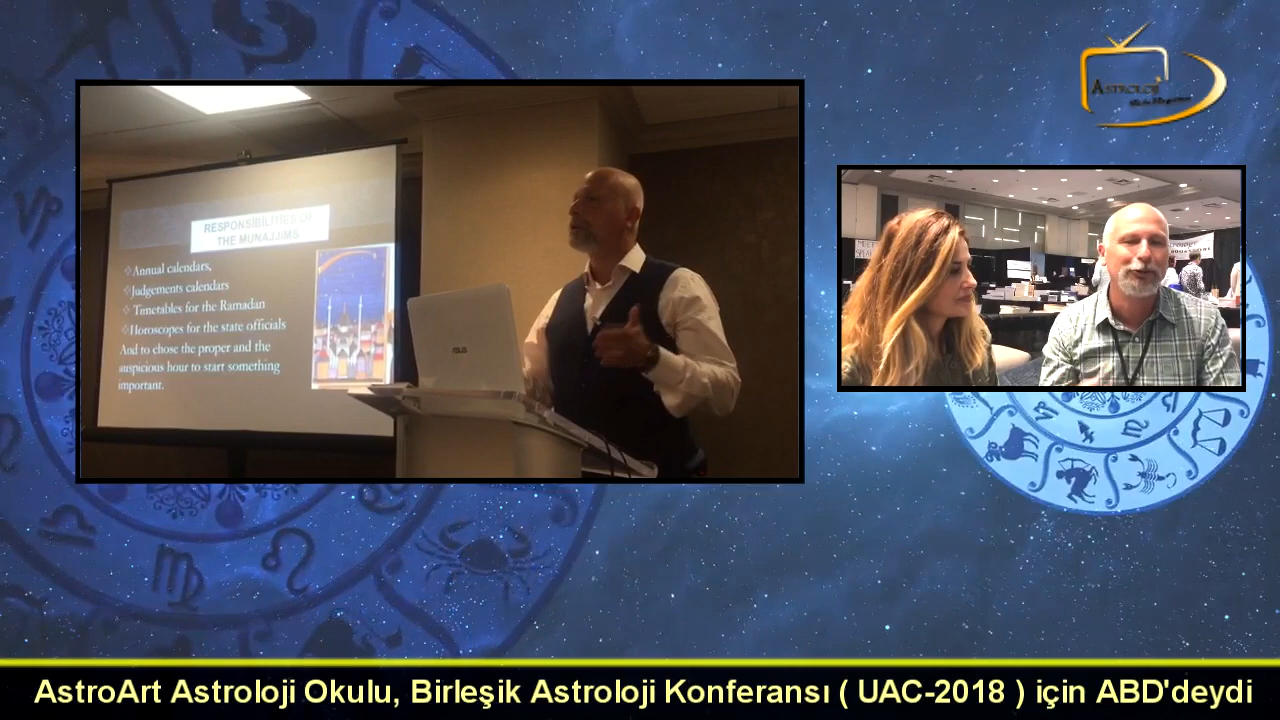 RESPONSIBILITIES OF
THE MUNAJJIMS
Annual calendars,
Judgements calendars
Timetables for the Ramadan
Horoscopes for the state officials
And to chose the proper and the
auspicious hour to start something
important.
ASUS
ASTROLOJİ
AstroArt Astroloji Okulu, Birleşik Astroloji Konferansı ( UAC-2018 ) için ABD'deydi